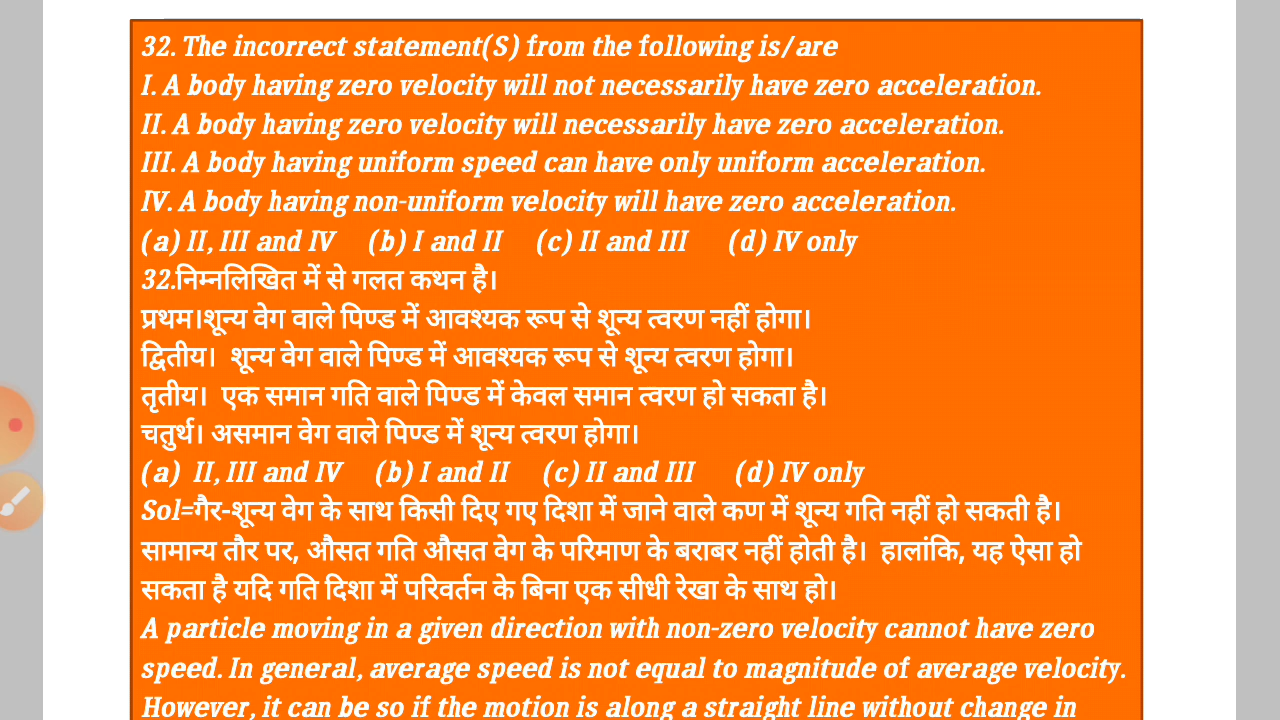 32. The incorrect statement(S) from the following is/are
I. A body having zero velocity will not necessarily have zero acceleration.
II. A body having zero velocity will necessarily have zero acceleration.
III. A body having uniform speed can have only uniform acceleration.
IV. A body having non-uniform velocity will have zero acceleration.
(a) II, III and IV (b) I and II (c) II and III (d) IV only
32.निम्नलिखित में से गलत कथन है।
प्रथम।शून्य वेग वाले पिण्ड में आवश्यक रूप से शून्य त्वरण नहीं होगा।
द्वितीय। शून्य वेग वाले पिण्ड में आवश्यक रूप से शून्य त्वरण होगा।
तृतीय। एक समान गति वाले पिण्ड में केवल समान त्वरण हो सकता है।
चतुर्थ। असमान वेग वाले पिण्ड में शून्य त्वरण होगा।
(a) II, III and IV (b) I and II (c) II and III (d) IV only
Sol=गैर-शून्य वेग के साथ किसी दिए गए दिशा में जाने वाले कण में शून्य गति नहीं हो सकती है।
सामान्य तौर पर, औसत गति औसत वेग के परिमाण के बराबर नहीं होती है। हालांकि, यह ऐसा हो
सकता है यदि गति दिशा में परिवर्तन के बिना एक सीधी रेखा के साथ हो।
A particle moving in a given direction with non-zero velocity cannot have zero
speed. In general, average speed is not equal to magnitude of average velocity.
However, it can be so if the motion is along a straight line without change in